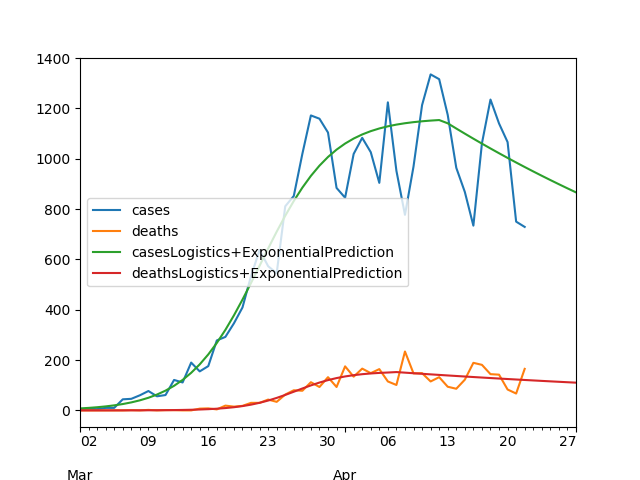 1400
1200
1000
800
600
400
200
0
cases
deaths
casesLogistics+ExponentialPrediction
deathsLogistics+ExponentialPrediction
02 09 16 23 30 06 13 20 27
Mar Apr